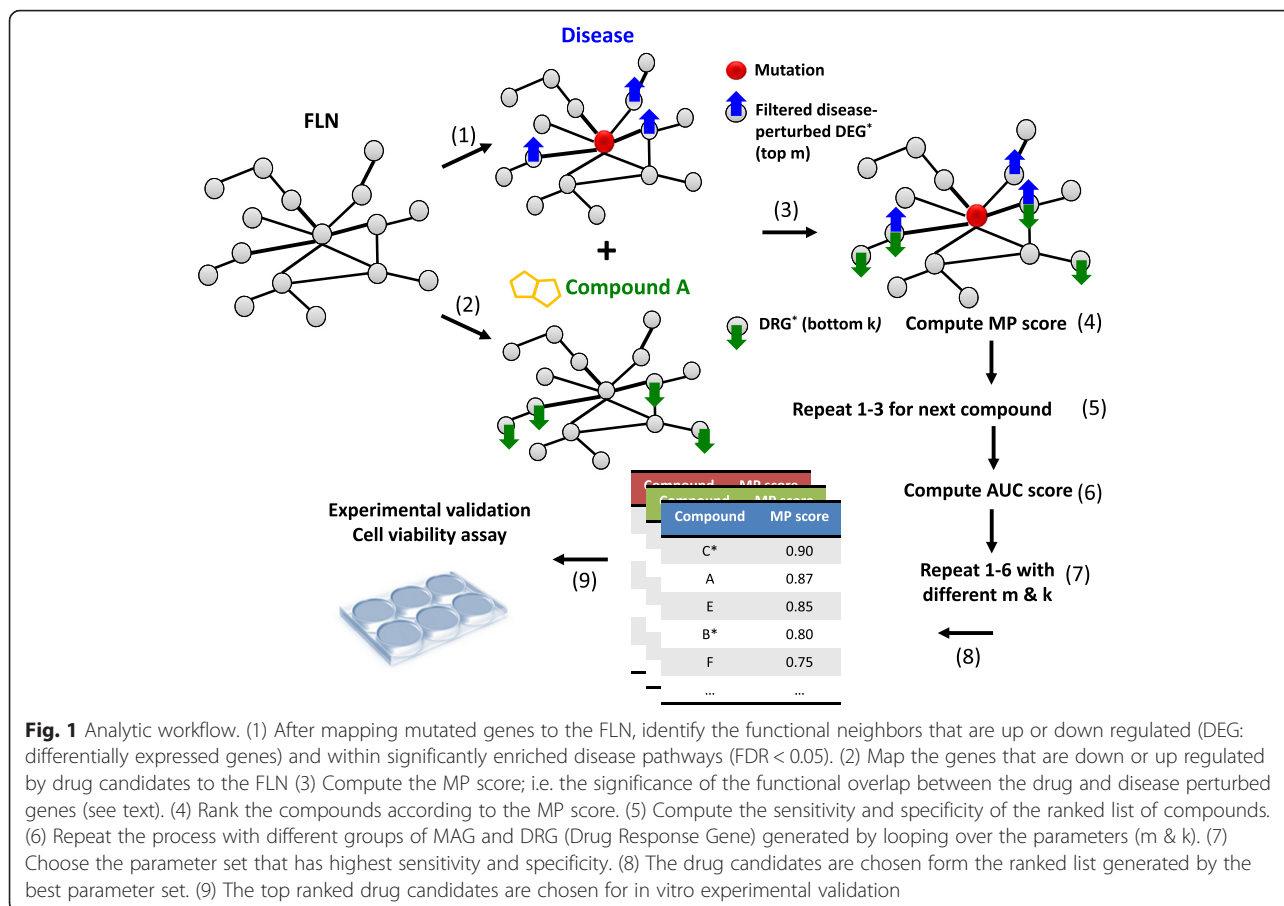 Disease
Mutation
Filtered disease-
perturbed DEG*
(top m)
FLN
(1)
(3)
+
Compound A
(2)
DRG* (bottom k)
Compute MP score (4)
Repeat 1-3 for next compound (5)
Compute AUC score (6)
Repeat 1-6 with
different m & k
(7)
(8)
Compound MP score
Compound MP score
Compound MP score
C* 0.90
A 0.87
E 0.85
B* 0.80
F 0.75
... ...
Experimental validation
Cell viability assay
(9)
Fig. 1 Analytic workflow. (1) After mapping mutated genes to the FLN, identify the functional neighbors that are up or down regulated (DEG:
differentially expressed genes) and within significantly enriched disease pathways (FDR < 0.05). (2) Map the genes that are down or up regulated
by drug candidates to the FLN (3) Compute the MP score; i.e. the significance of the functional overlap between the drug and disease perturbed
genes (see text). (4) Rank the compounds according to the MP score. (5) Compute the sensitivity and specificity of the ranked list of compounds.
(6) Repeat the process with different groups of MAG and DRG (Drug Response Gene) generated by looping over the parameters (m & k). (7)
Choose the parameter set that has highest sensitivity and specificity. (8) The drug candidates are chosen form the ranked list generated by the
best parameter set. (9) The top ranked drug candidates are chosen for in vitro experimental validation